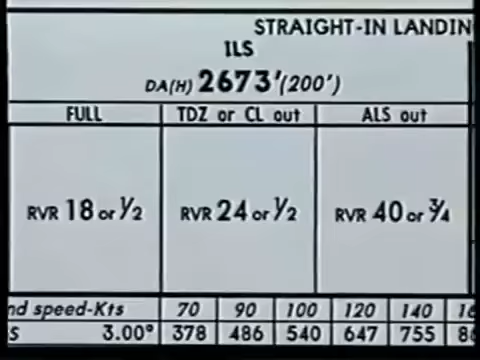 STRAIGHT-IN LANDIN
ILS
DA(H) 2673'(200')
FULL TDZ or CL out ALS out
RVR 18 or 1/2 RVR 24 or 1/2 RVR 40 or 3/4
nd speed-Kts 70 90 100 120 140 16
S 3.00° 378 486 540 647 755 86